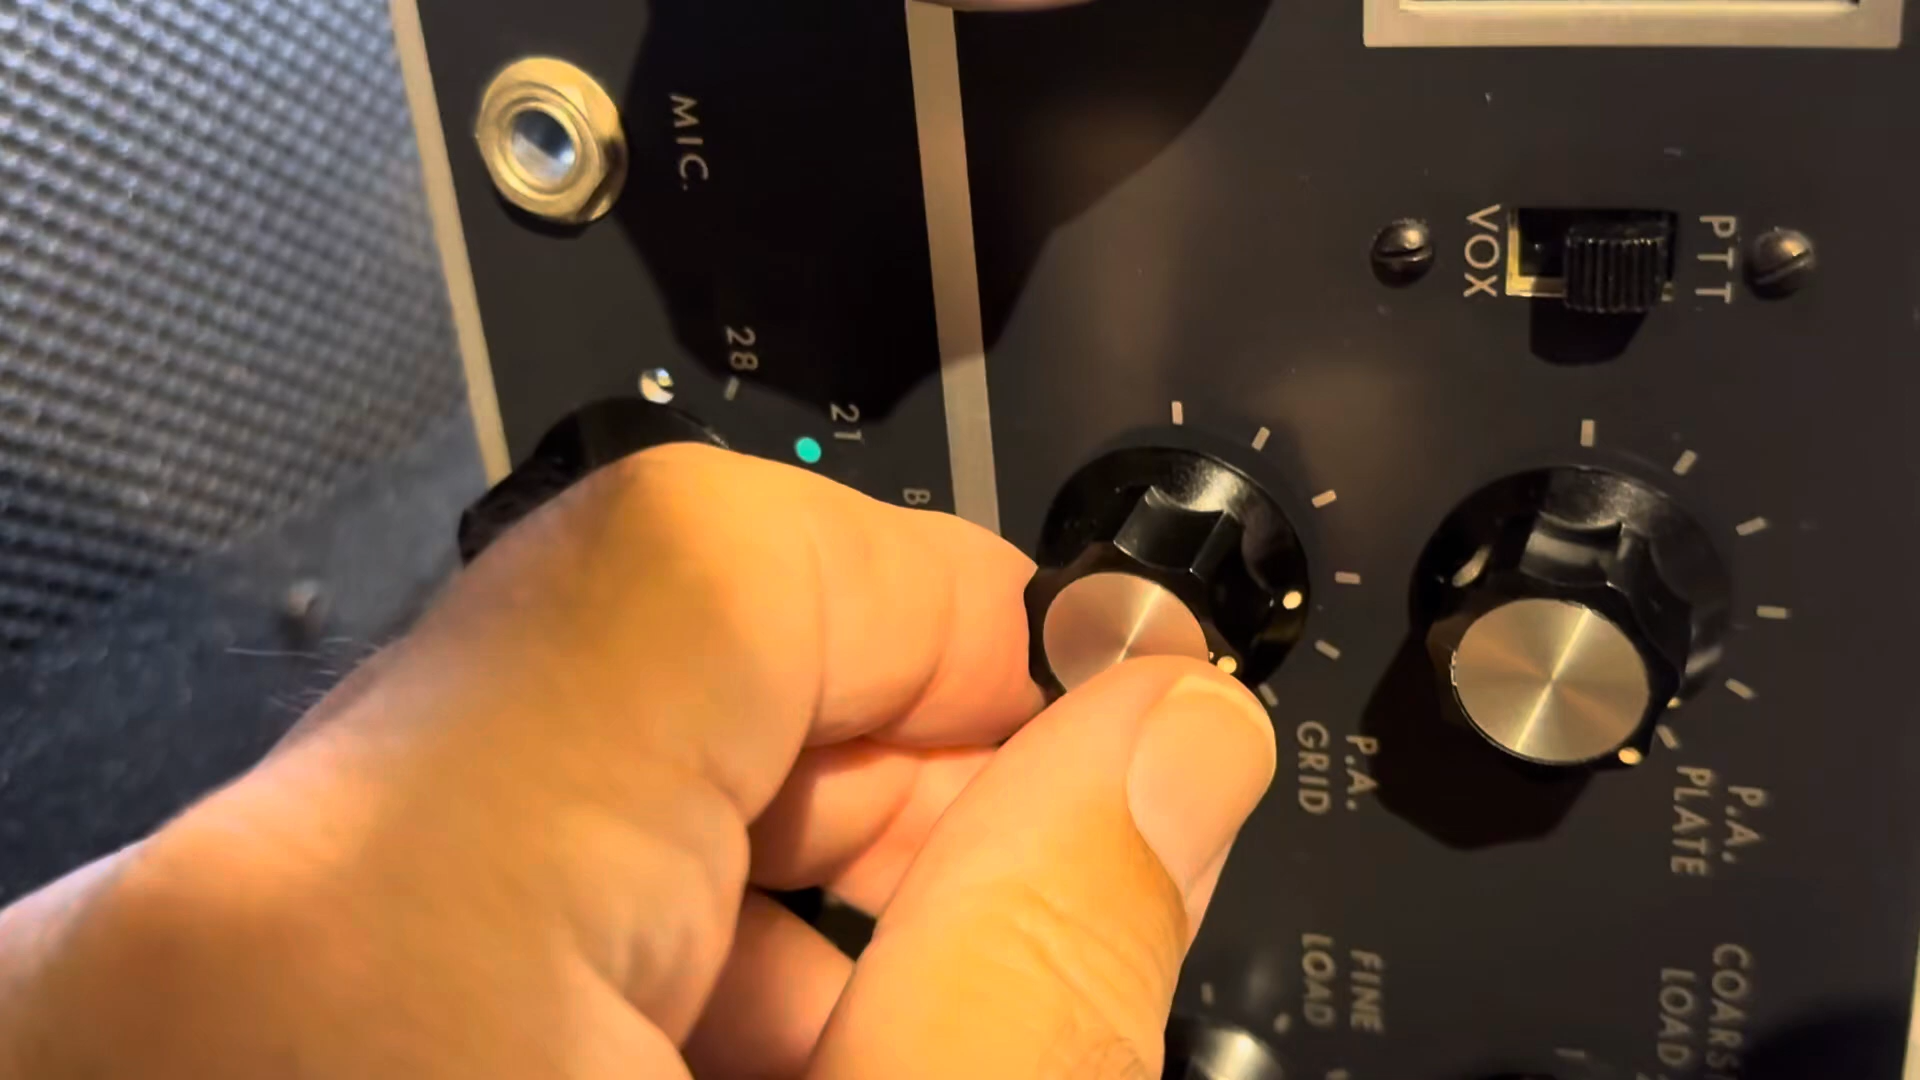 MIC.
VOX
PTT
28
21
B
P.A.
GRID
P.A.
PLATE
FINE
LOAD
COARS
LOAD